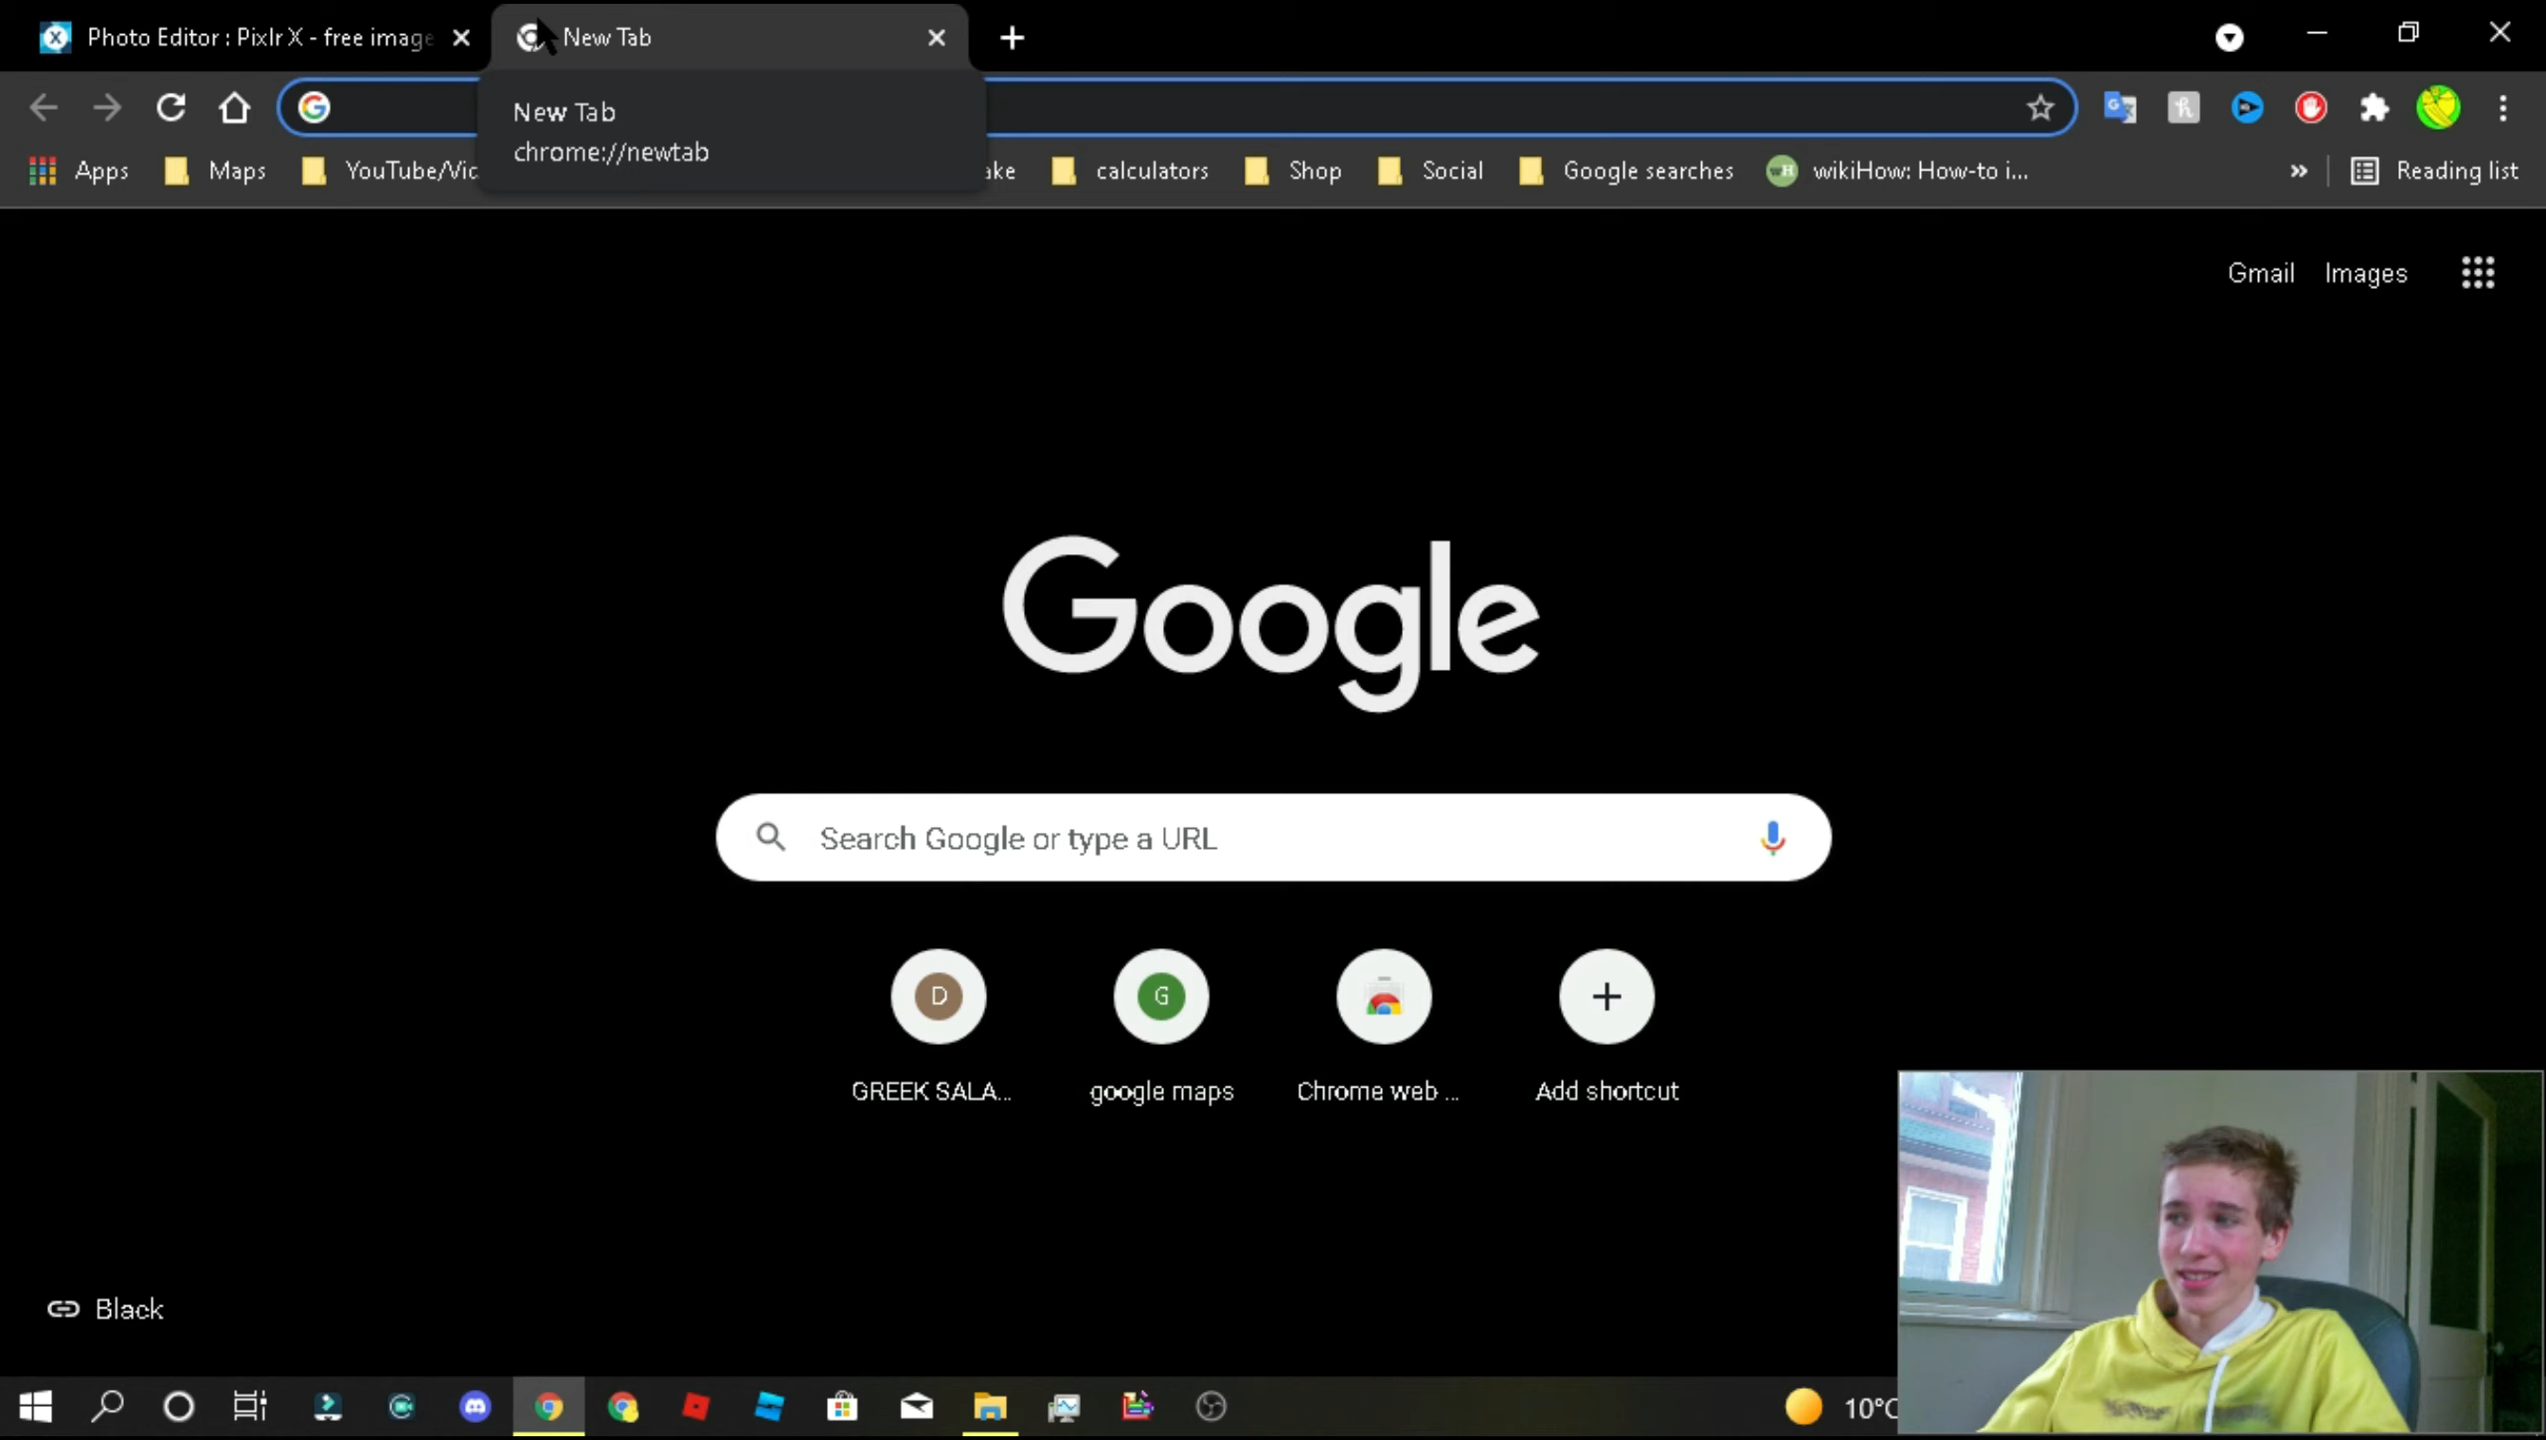 Photo Editor : Pixlr X - free image
New Tab
New Tab
chrome://newtab
Apps
Maps
YouTube/Vic
ake
calculators
Shop
Social
Google searches
wikiHow: How-to i...
»
Reading list
Gmail
Images
Google
Search Google or type a URL
D
G
GREEK SALA...
google maps
Chrome web ...
Add shortcut
Black
10°C